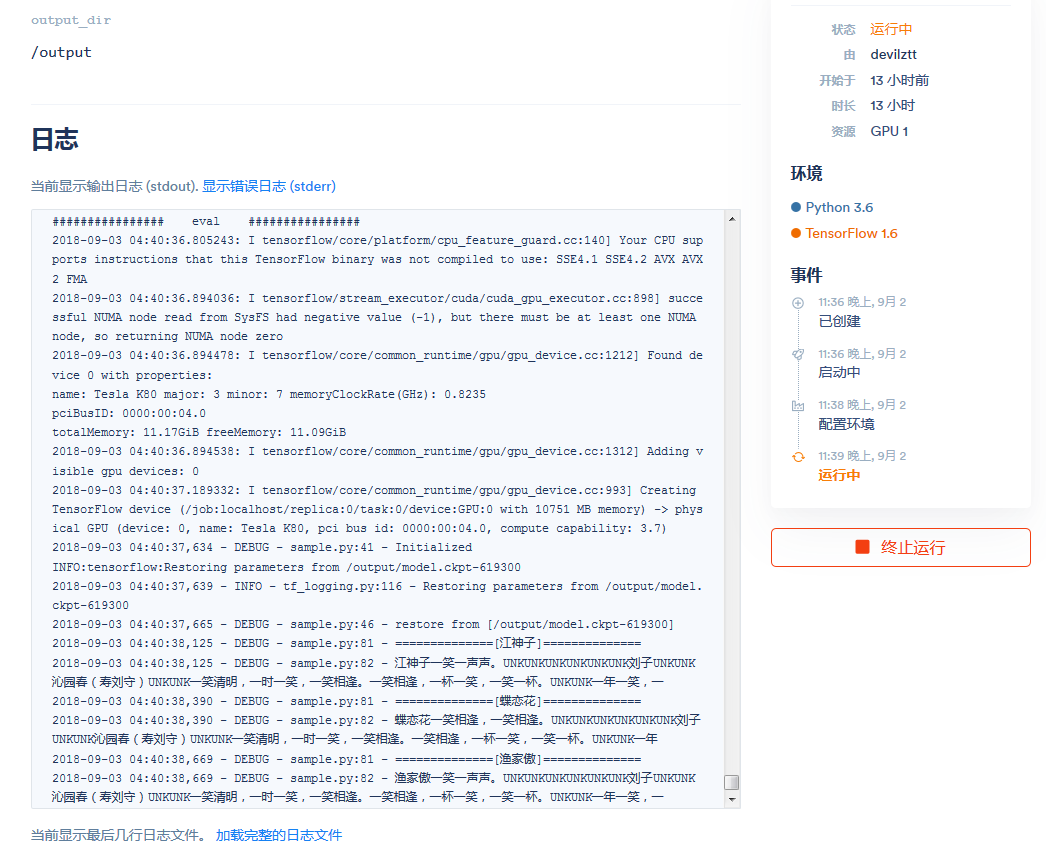 output_dir
/output
日志
当前显示输出日志 (stdout). 显示错误日志 (stderr)
################    eval    ################
2018-09-03 04:40:36.805243: I tensorflow/core/platform/cpu_feature_guard.cc:140] Your CPU sup
ports instructions that this TensorFlow binary was not compiled to use: SSE4.1 SSE4.2 AVX AVX
2 FMA
2018-09-03 04:40:36.894036: I tensorflow/stream_executor/cuda/cuda_gpu_executor.cc:898] succe
ssful NUMA node read from SysFS had negative value (-1), but there must be at least one NUMA
node, so returning NUMA node zero
2018-09-03 04:40:36.894478: I tensorflow/core/common_runtime/gpu/gpu_device.cc:1212] Found de
vice 0 with properties:
name: Tesla K80 major: 3 minor: 7 memoryClockRate(GHz): 0.8235
pciBusID: 0000:00:04.0
totalMemory: 11.17GiB freeMemory: 11.09GiB
2018-09-03 04:40:36.894538: I tensorflow/core/common_runtime/gpu/gpu_device.cc:1312] Adding v
isible gpu devices: 0
2018-09-03 04:40:37.189332: I tensorflow/core/common_runtime/gpu/gpu_device.cc:993] Creating
TensorFlow device (/job:localhost/replica:0/task:0/device:GPU:0 with 10751 MB memory) -> phys
ical GPU (device: 0, name: Tesla K80, pci bus id: 0000:00:04.0, compute capability: 3.7)
2018-09-03 04:40:37,634 - DEBUG - sample.py:41 - Initialized
INFO:tensorflow:Restoring parameters from /output/model.ckpt-619300
2018-09-03 04:40:37,639 - INFO - tf_logging.py:116 - Restoring parameters from /output/model.
ckpt-619300
2018-09-03 04:40:37,665 - DEBUG - sample.py:46 - restore from [/output/model.ckpt-619300]
2018-09-03 04:40:38,125 - DEBUG - sample.py:81 - ==============[江神子]==============
2018-09-03 04:40:38,125 - DEBUG - sample.py:82 - 江神子一笑一声声。UNKUNKUNKUNKUNKUNK刘子UNKUNK
沁园春（寿刘守）UNKUNK一笑清明，一时一笑，一笑相逢。一笑相逢，一杯一笑，一笑一杯。UNKUNK一年一笑，一
2018-09-03 04:40:38,390 - DEBUG - sample.py:81 - ==============[蝶恋花]==============
2018-09-03 04:40:38,390 - DEBUG - sample.py:82 - 蝶恋花一笑相逢，一笑相逢。UNKUNKUNKUNKUNKUNK刘子
UNKUNK沁园春（寿刘守）UNKUNK一笑清明，一时一笑，一笑相逢。一笑相逢，一杯一笑，一笑一杯。UNKUNK一年
2018-09-03 04:40:38,669 - DEBUG - sample.py:81 - ==============[渔家傲]==============
2018-09-03 04:40:38,669 - DEBUG - sample.py:82 - 渔家傲一笑一声声。UNKUNKUNKUNKUNKUNK刘子UNKUNK
沁园春（寿刘守）UNKUNK一笑清明，一时一笑，一笑相逢。一笑相逢，一杯一笑，一笑一杯。UNKUNK一年一笑，一
当前显示最后几行日志文件。 加载完整的日志文件
状态 运行中
由 devilztt
开始于 13 小时前
时长 13 小时
资源 GPU 1
环境
Python 3.6
TensorFlow 1.6
事件
11:36 晚上, 9月 2
已创建
11:36 晚上, 9月 2
启动中
11:38 晚上, 9月 2
配置环境
11:39 晚上, 9月 2
运行中
终止运行